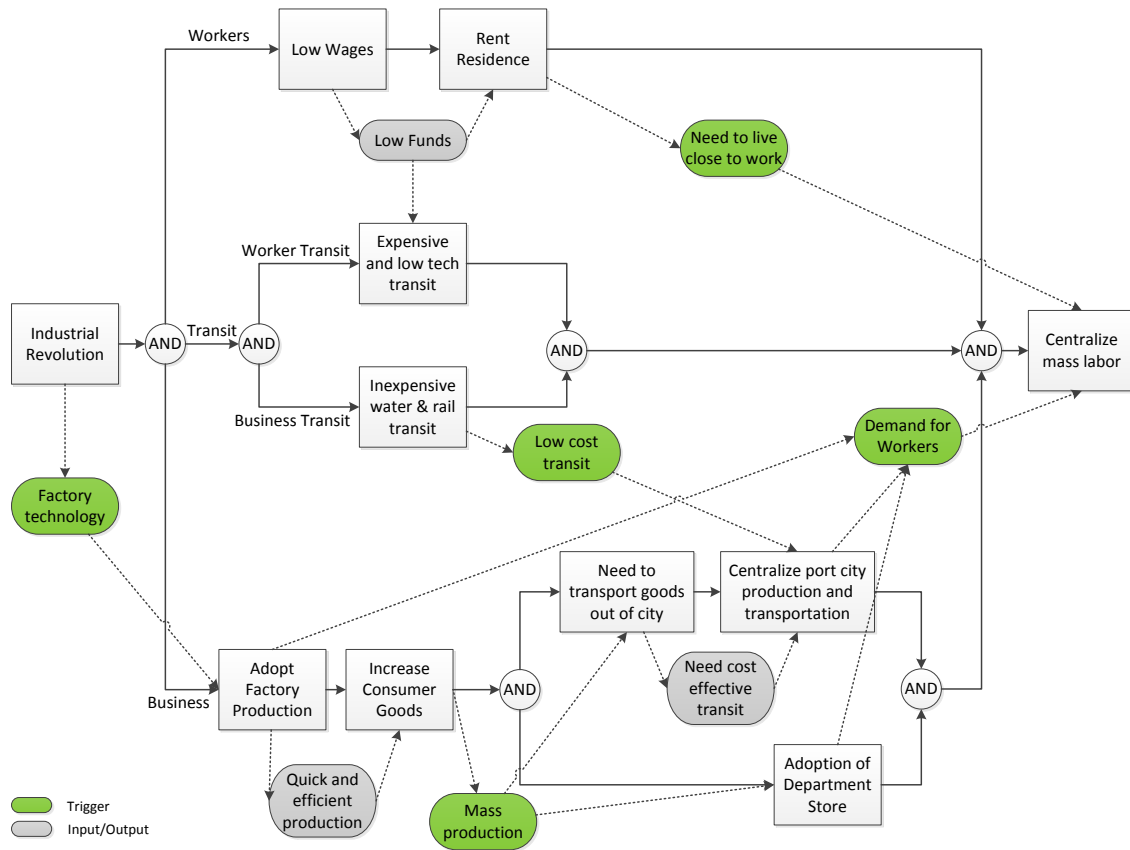 Workers
Low Wages
Rent
Residence
Low Funds
Need to live
close to work
Worker Transit
Expensive
and low tech
transit
Industrial
Revolution
AND
Transit
AND
AND
AND
Centralize
mass labor
Business Transit
Inexpensive
water & rail
transit
Low cost
transit
Demand for
Workers
Factory
technology
Need to
transport goods
out of city
Centralize port city
production and
transportation
Business
Adopt
Factory
Production
Increase
Consumer
Goods
AND
Need cost
effective
transit
AND
Quick and
efficient
production
Mass
production
Adoption of
Department
Store
Trigger
Input/Output